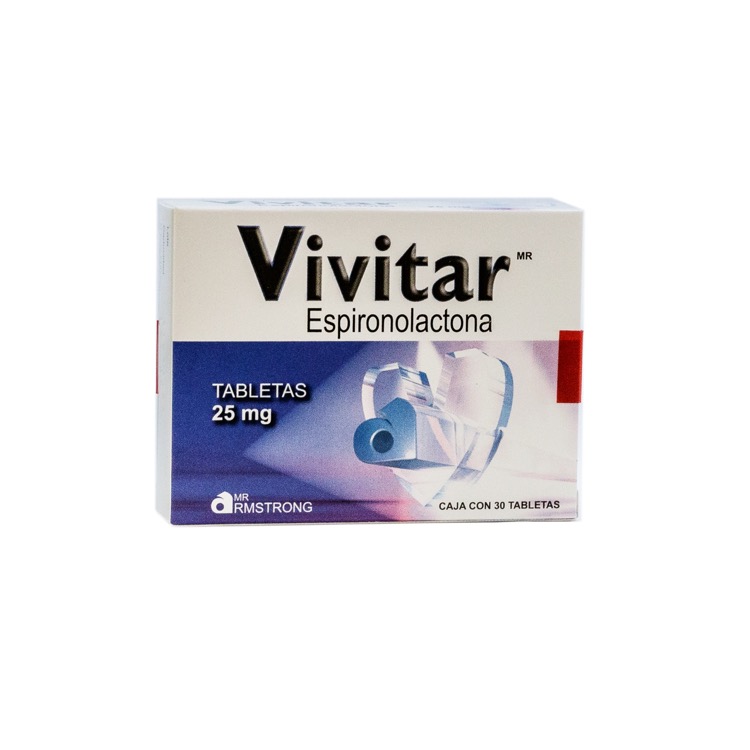 Vivitar MR
Espironolactona
TABLETAS
25 mg
MR
ARMSTRONG
CAJA CON 30 TABLETAS